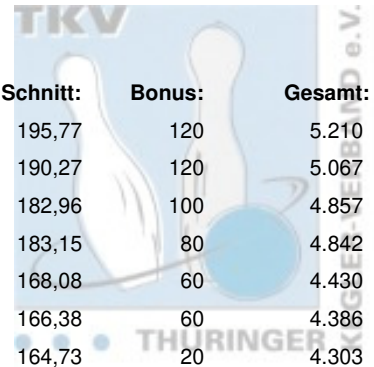 TKV
Schnitt: Bonus: Gesamt:
195,77 120 5.210
190,27 120 5.067
182,96 100 4.857
183,15 80 4.842
168,08 60 4.430
166,38 60 4.386
164,73 20 4.303
THÜRINGER
KEGLER-VERBAND e.V.